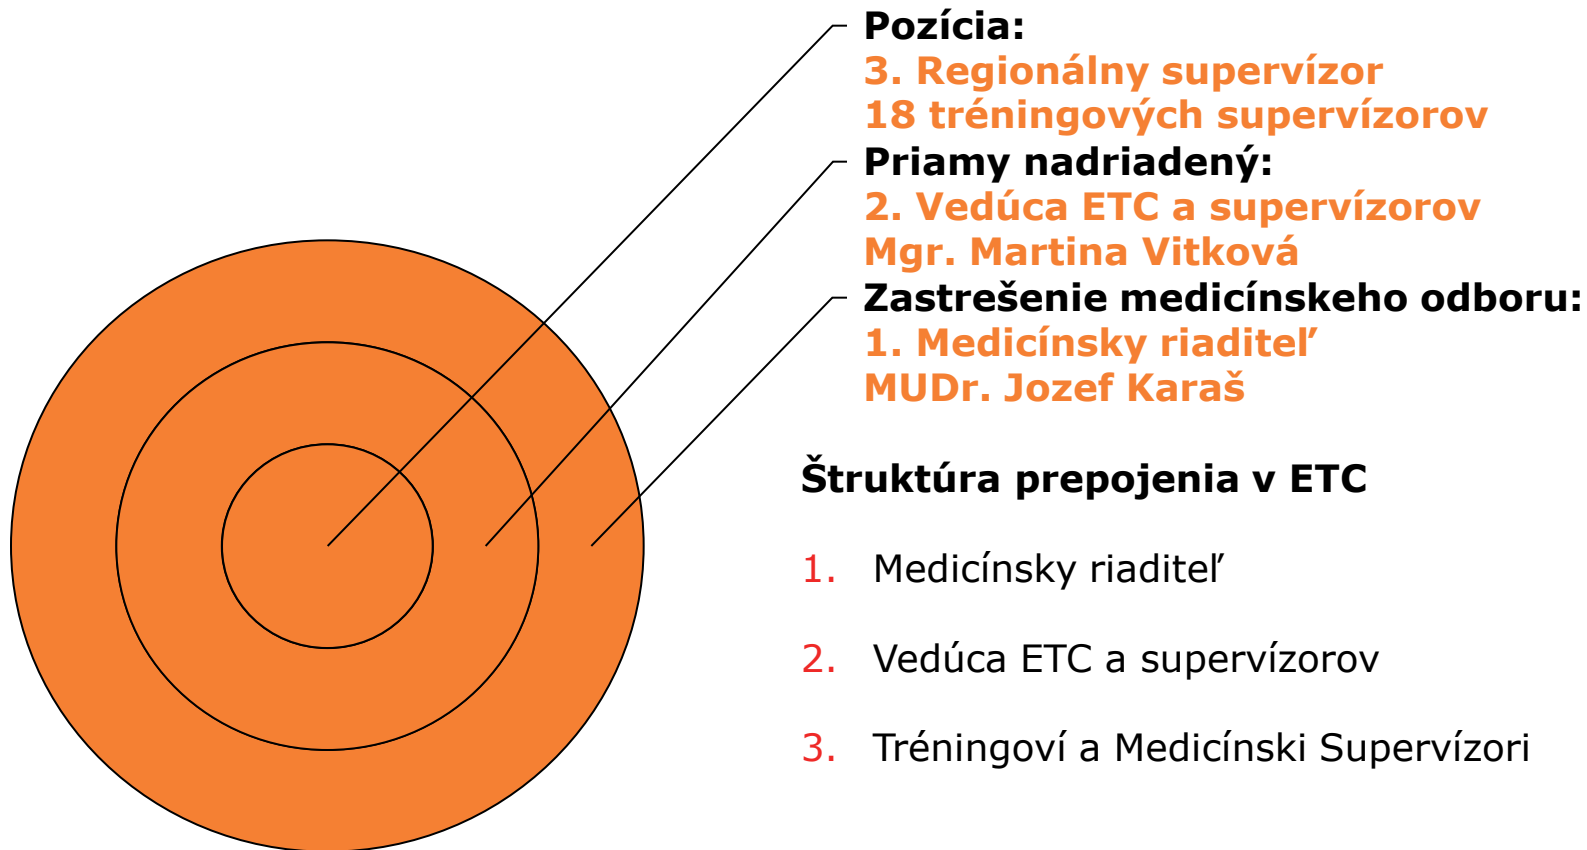 Pozícia:
3. Regionálny supervízor
18 tréningových supervízorov
Priamy nadriadený:
2. Vedúca ETC a supervízorov
Mgr. Martina Vitková
Zastrešenie medicínskeho odboru:
1. Medicínsky riaditeľ
MUDr. Jozef Karaš
Štruktúra prepojenia v ETC
1. Medicínsky riaditeľ
2. Vedúca ETC a supervízorov
3. Tréningoví a Medicínski Supervízori